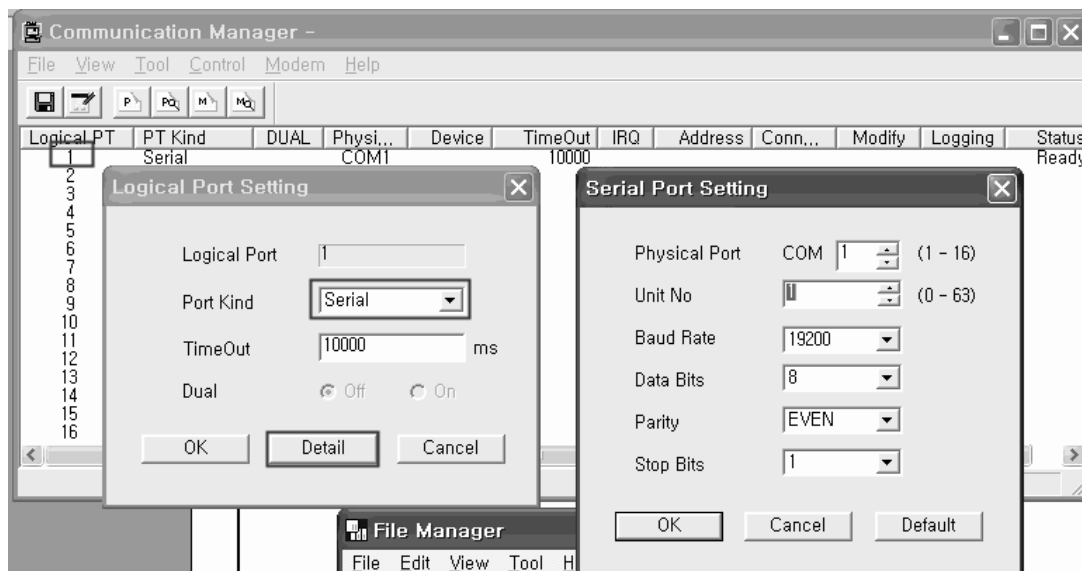 Communication Manager -
File View Tool Control Modem Help
P PQ M MQ
Logical PT PT Kind DUAL Physi... Device TimeOut IRQ Address Conn,,, Modify Logging Status
1 Serial COM1 10000 Ready
2
3
4
5
6
7
8
9
10
11
12
13
14
15
16
Logical Port Setting
Logical Port 1
Port Kind Serial
TimeOut 10000 ms
Dual Off On
OK Detail Cancel
Serial Port Setting
Physical Port COM 1 (1 - 16)
Unit No 1 (0 - 63)
Baud Rate 19200
Data Bits 8
Parity EVEN
Stop Bits 1
OK Cancel Default
File Manager
File Edit View Tool H